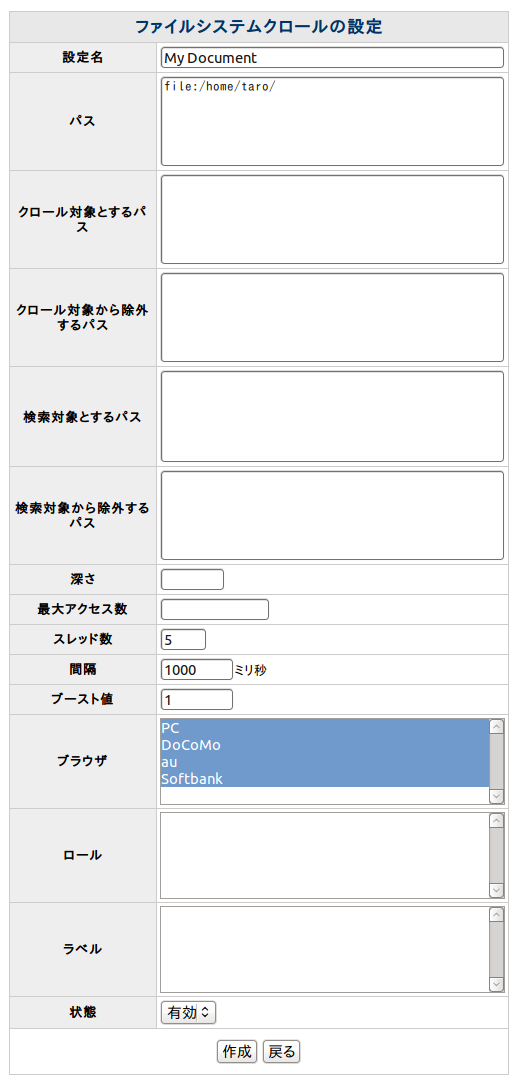 ファイルシステムクロールの設定
設定名
My Document
パス
file:/home/taro/
クロール対象とするパ
ス
クロール対象から除外
するパス
検索対象とするパス
検索対象から除外する
パス
深さ
最大アクセス数
スレッド数
5
間隔
1000 ミリ秒
ブースト値
1
ブラウザ
PC
DoCoMo
au
Softbank
ロール
ラベル
状態
有効
作成 戻る